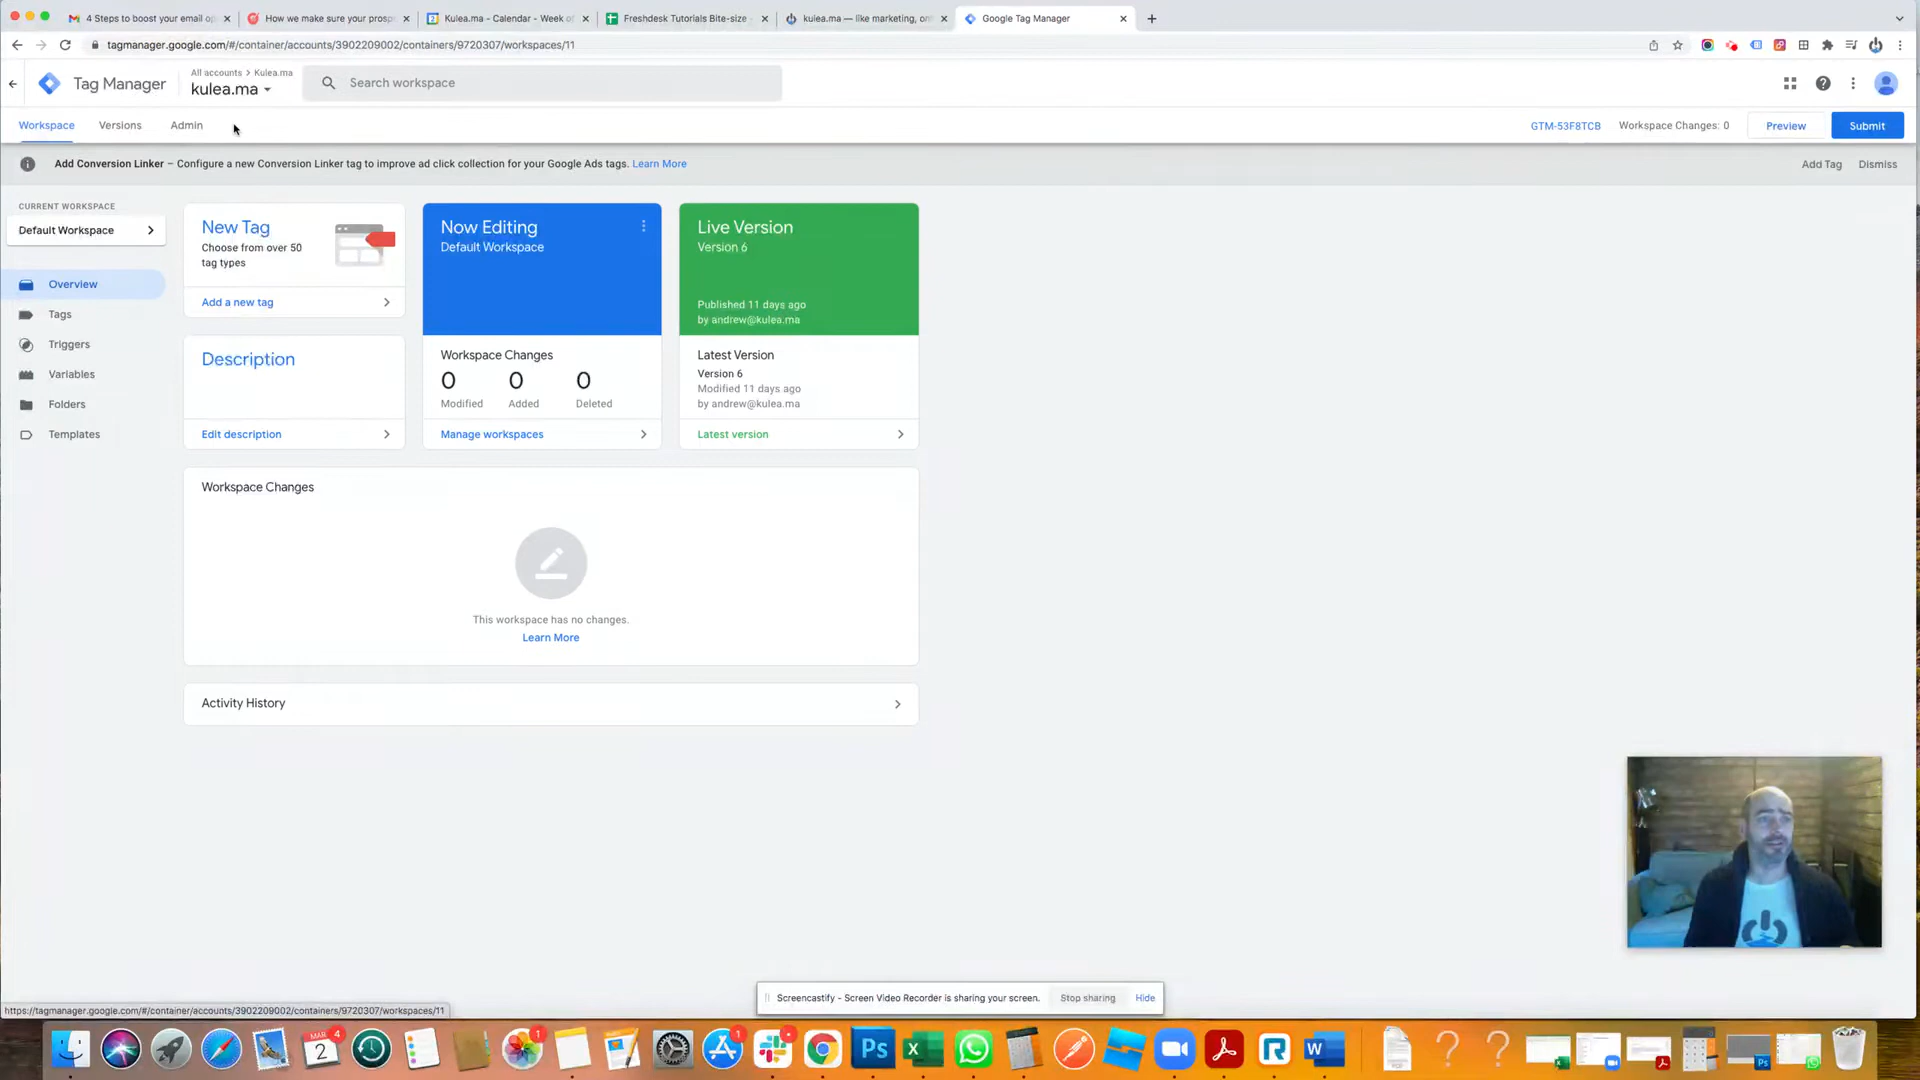 4 Steps to boost your email op
How we make sure your prosp
Kulea.ma - Calendar - Week of
Freshdesk Tutorials Bite-size
kulea.ma — like marketing, on
Google Tag Manager
tagmanager.google.com/#/container/accounts/3902209002/containers/9720307/workspaces/11
Tag Manager
All accounts > Kulea.ma
kulea.ma
Search workspace
Workspace
Versions
Admin
GTM-53F8TCB
Workspace Changes: 0
Preview
Submit
Add Conversion Linker – Configure a new Conversion Linker tag to improve ad click collection for your Google Ads tags. Learn More
Add Tag
Dismiss
CURRENT WORKSPACE
Default Workspace
Overview
Tags
Triggers
Variables
Folders
Templates
New Tag
Choose from over 50
tag types
Add a new tag
Description
Edit description
Now Editing
Default Workspace
Workspace Changes
0 0 0
Modified Added Deleted
Manage workspaces
Live Version
Version 6
Published 11 days ago
by andrew@kulea.ma
Latest Version
Version 6
Modified 11 days ago
by andrew@kulea.ma
Latest version
Workspace Changes
This workspace has no changes.
Learn More
Activity History
Screencastify - Screen Video Recorder is sharing your screen.
Stop sharing
Hide
https://tagmanager.google.com/#/container/accounts/3902209002/containers/9720307/workspaces/11
MAR
2
4
1
1
Ps
W